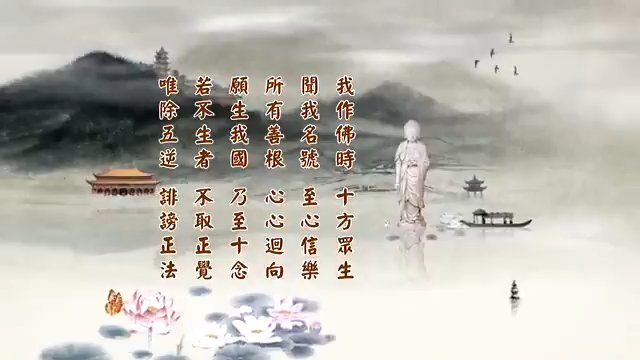 我作佛時 十方眾生
聞我名號 至心信樂
所有善根 心心迴向
願生我國 乃至十念
若不生者 不取正覺
唯除五逆 誹謗正法